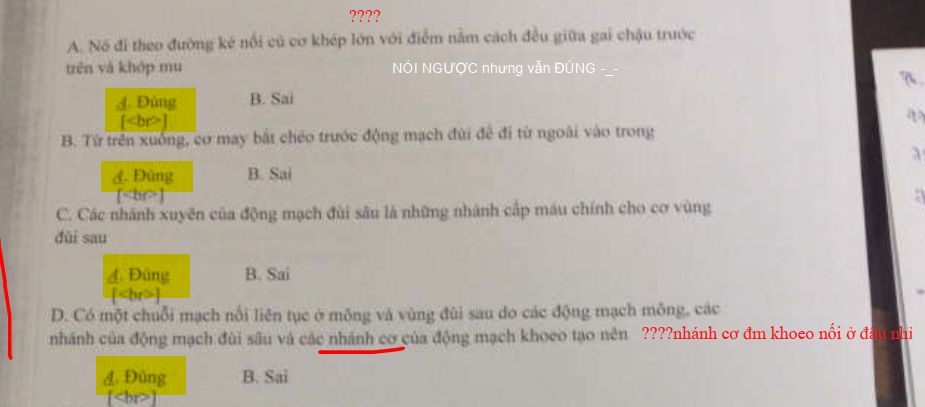 ????
A. Nó đi theo đường kẻ nối củ cơ khép lớn với điểm nằm cách đều giữa gai chậu trước
trên và khớp mu
NÓI NGƯỢC nhưng vẫn ĐÚNG -_-
A. Đúng B. Sai
[<br>]
B. Từ trên xuống, cơ may bắt chéo trước động mạch đùi để đi từ ngoài vào trong
A. Đúng B. Sai
[<br>]
C. Các nhánh xuyên của động mạch đùi sâu là những nhánh cấp máu chính cho cơ vùng
đùi sau
A. Đúng B. Sai
[<br>]
D. Có một chuỗi mạch nối liên tục ở mông và vùng đùi sau do các động mạch mông, các
nhánh của động mạch đùi sâu và các nhánh cơ của động mạch khoeo tạo nên ????nhánh cơ đm khoeo nối ở đâu nhi
A. Đúng B. Sai
[<br>]